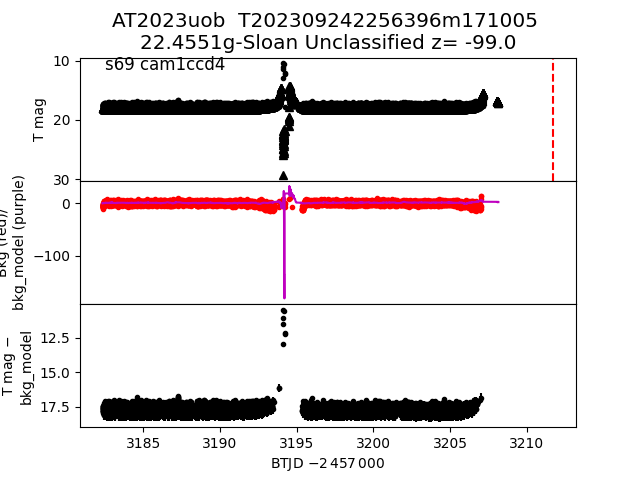 AT2023uob  T202309242256396m171005
22.4551g-Sloan Unclassified z= -99.0
s69 cam1ccd4
10
20
30
T mag
0
−100
Bkg (red)/
bkg_model (purple)
12.5
15.0
17.5
T mag −
bkg_model
3185
3190
3195
3200
3205
3210
BTJD −2 457 000